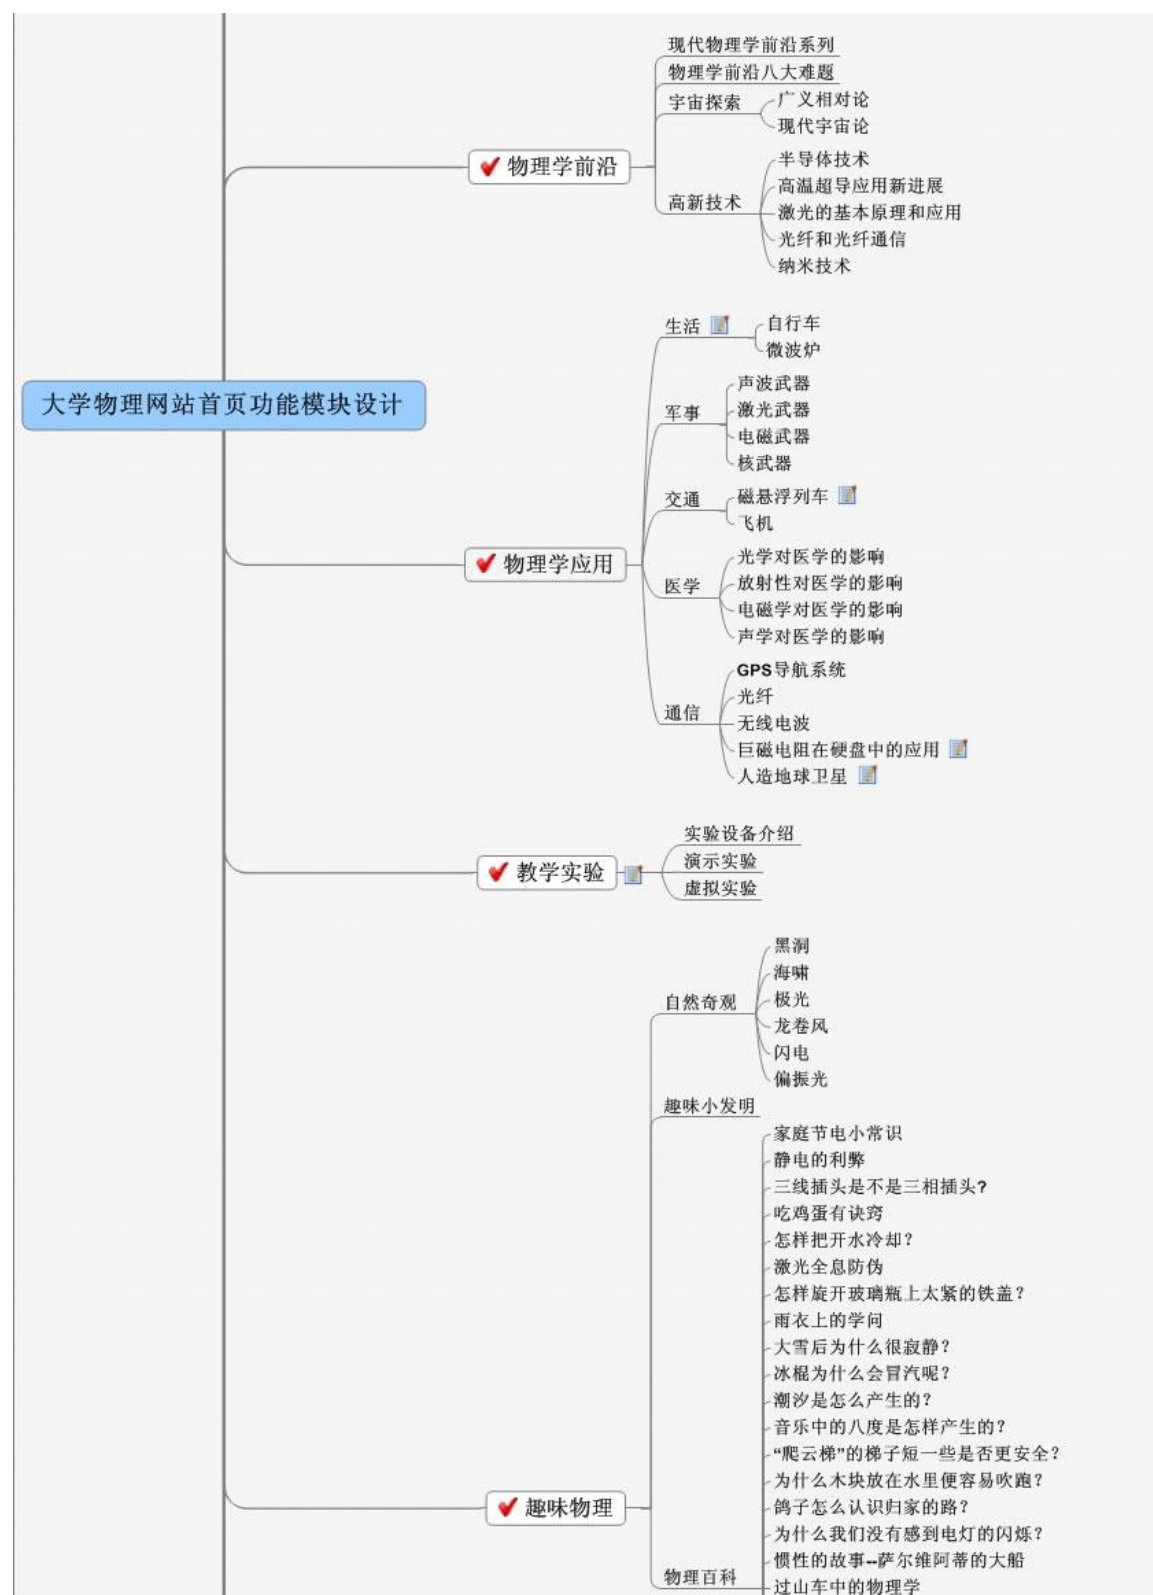 现代物理学前沿系列
物理学前沿八大难题
宇宙探索
广义相对论
现代宇宙论
物理学前沿
高新技术
半导体技术
高温超导应用新进展
激光的基本原理和应用
光纤和光纤通信
纳米技术
大学物理网站首页功能模块设计
生活
自行车
微波炉
军事
声波武器
激光武器
电磁武器
核武器
交通
磁悬浮列车
飞机
物理学应用
医学
光学对医学的影响
放射性对医学的影响
电磁学对医学的影响
声学对医学的影响
通信
GPS导航系统
光纤
无线电波
巨磁电阻在硬盘中的应用
人造地球卫星
教学实验
实验设备介绍
演示实验
虚拟实验
自然奇观
黑洞
海啸
极光
龙卷风
闪电
偏振光
趣味小发明
趣味物理
物理百科
家庭节电小常识
静电的利弊
三线插头是不是三相插头?
吃鸡蛋有诀窍
怎样把开水冷却？
激光全息防伪
怎样旋开玻璃瓶上太紧的铁盖？
雨衣上的学问
大雪后为什么很寂静？
冰棍为什么会冒汽呢？
潮汐是怎么产生的？
音乐中的八度是怎样产生的？
“爬云梯”的梯子短一些是否更安全？
为什么木块放在水里便容易吹跑？
鸽子怎么认识归家的路？
为什么我们没有感到电灯的闪烁？
惯性的故事--萨尔维阿蒂的大船
过山车中的物理学